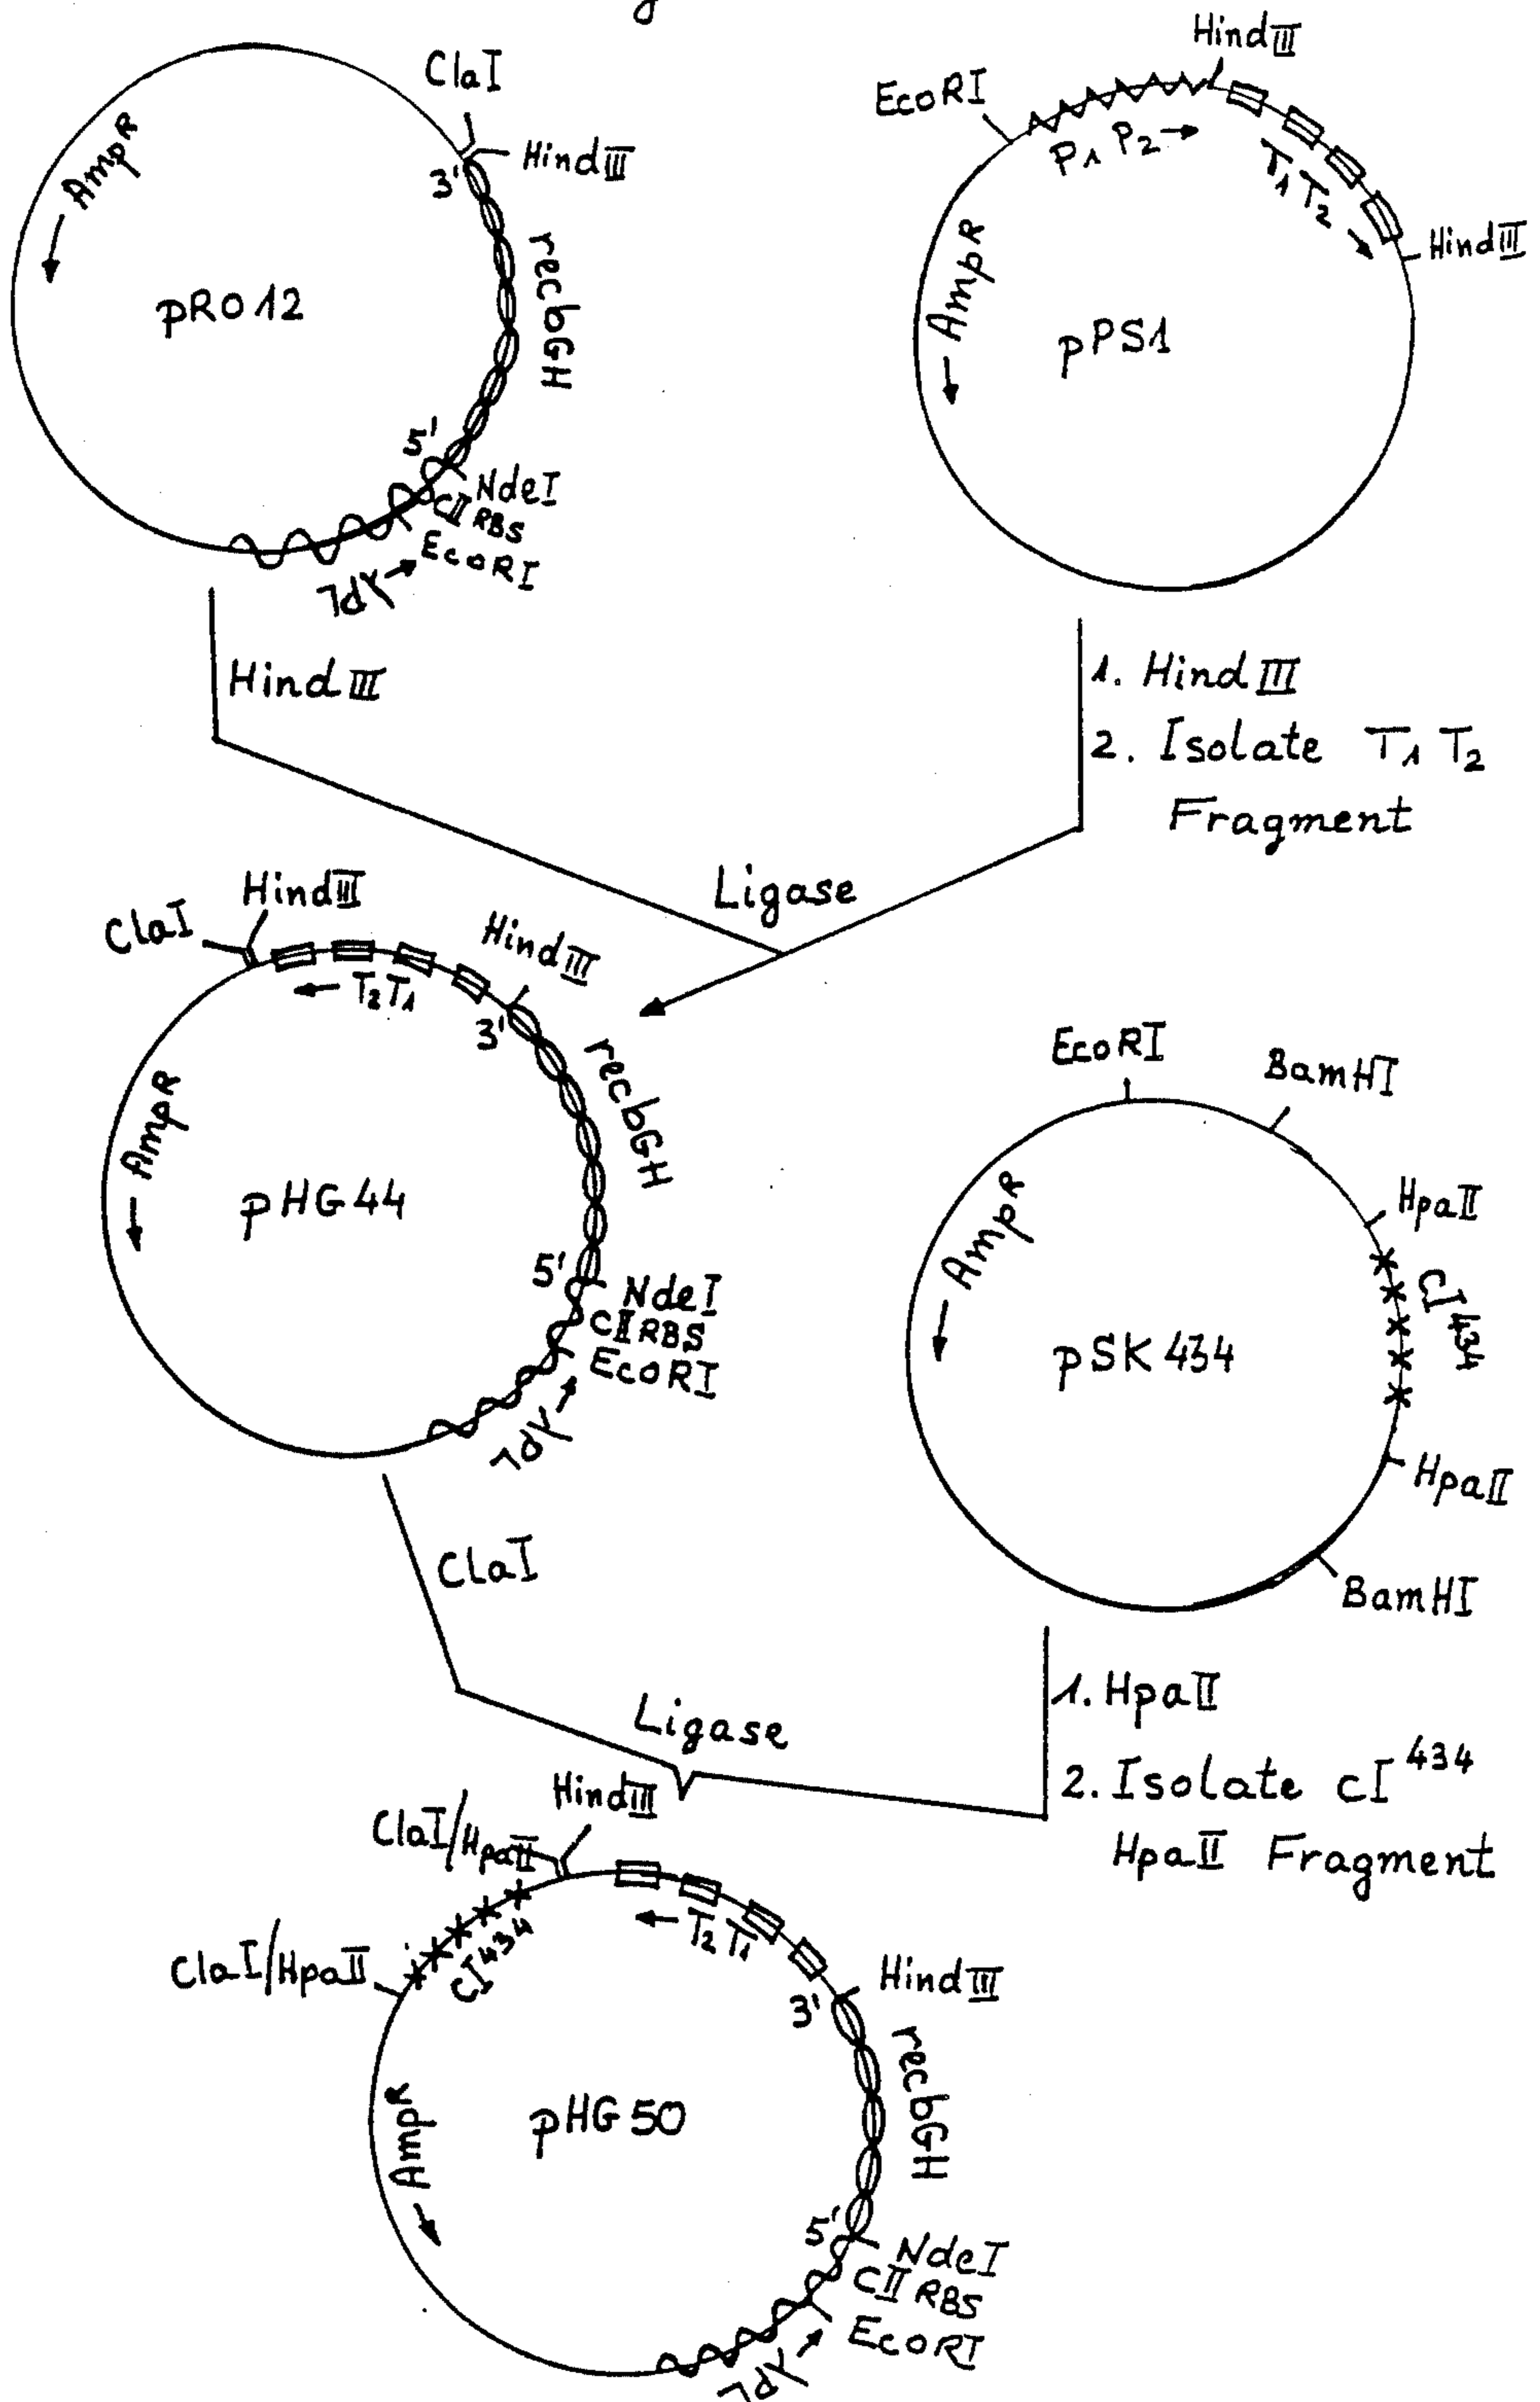 ClaI
HindIII
AmpR
3'
recbGH
pRO12
5'
NdeI
CII RBS
EcoRI
λPL
HindIII
EcoRI
P1 P2
T1 T2
HindIII
AmpR
pPS1
HindIII
1. HindIII
2. Isolate T1 T2
Fragment
Ligase
ClaI
HindIII
T2T1
HindIII
3'
recbGH
AmpR
pHG44
5'
NdeI
CII RBS
EcoRI
λPL
EcoRI
BamHI
HpaII
CI434
AmpR
pSK434
HpaII
BamHI
ClaI
Ligase
1. HpaII
2. Isolate cI434
HpaII Fragment
ClaI/HpaII
HindIII
ClaI/HpaII
CI434
T2 T1
HindIII
3'
recbGH
AmpR
pHG50
5'
NdeI
CII RBS
EcoRI
λPL